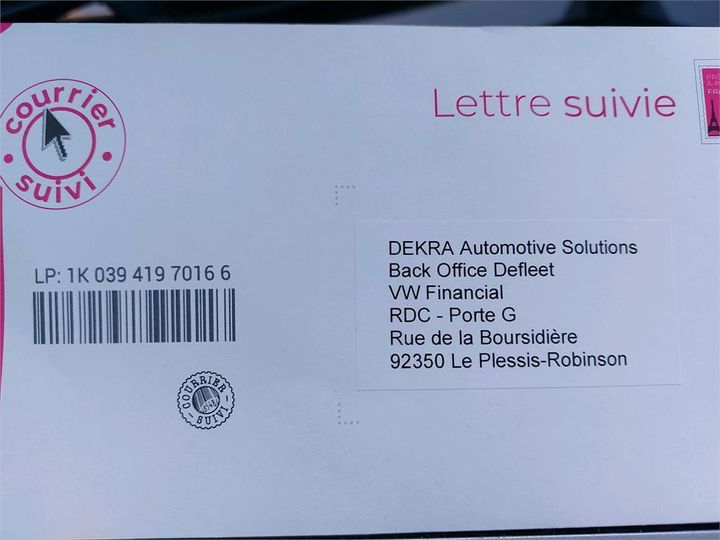 courrier
suivi
Lettre suivie
FRA
LP: 1K 039 419 7016 6
DEKRA Automotive Solutions
Back Office Defleet
VW Financial
RDC - Porte G
Rue de la Boursidière
92350 Le Plessis-Robinson
COURRIER
SUIVI